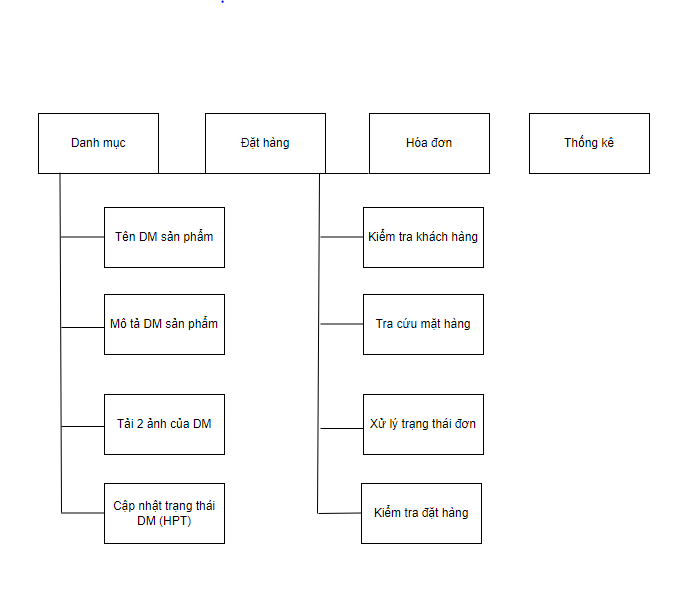 Danh mục
Đặt hàng
Hóa đơn
Thống kê
Tên DM sản phẩm
Kiểm tra khách hàng
Mô tả DM sản phẩm
Tra cứu mặt hàng
Tải 2 ảnh của DM
Xử lý trạng thái đơn
Cập nhật trạng thái
DM (HPT)
Kiểm tra đặt hàng